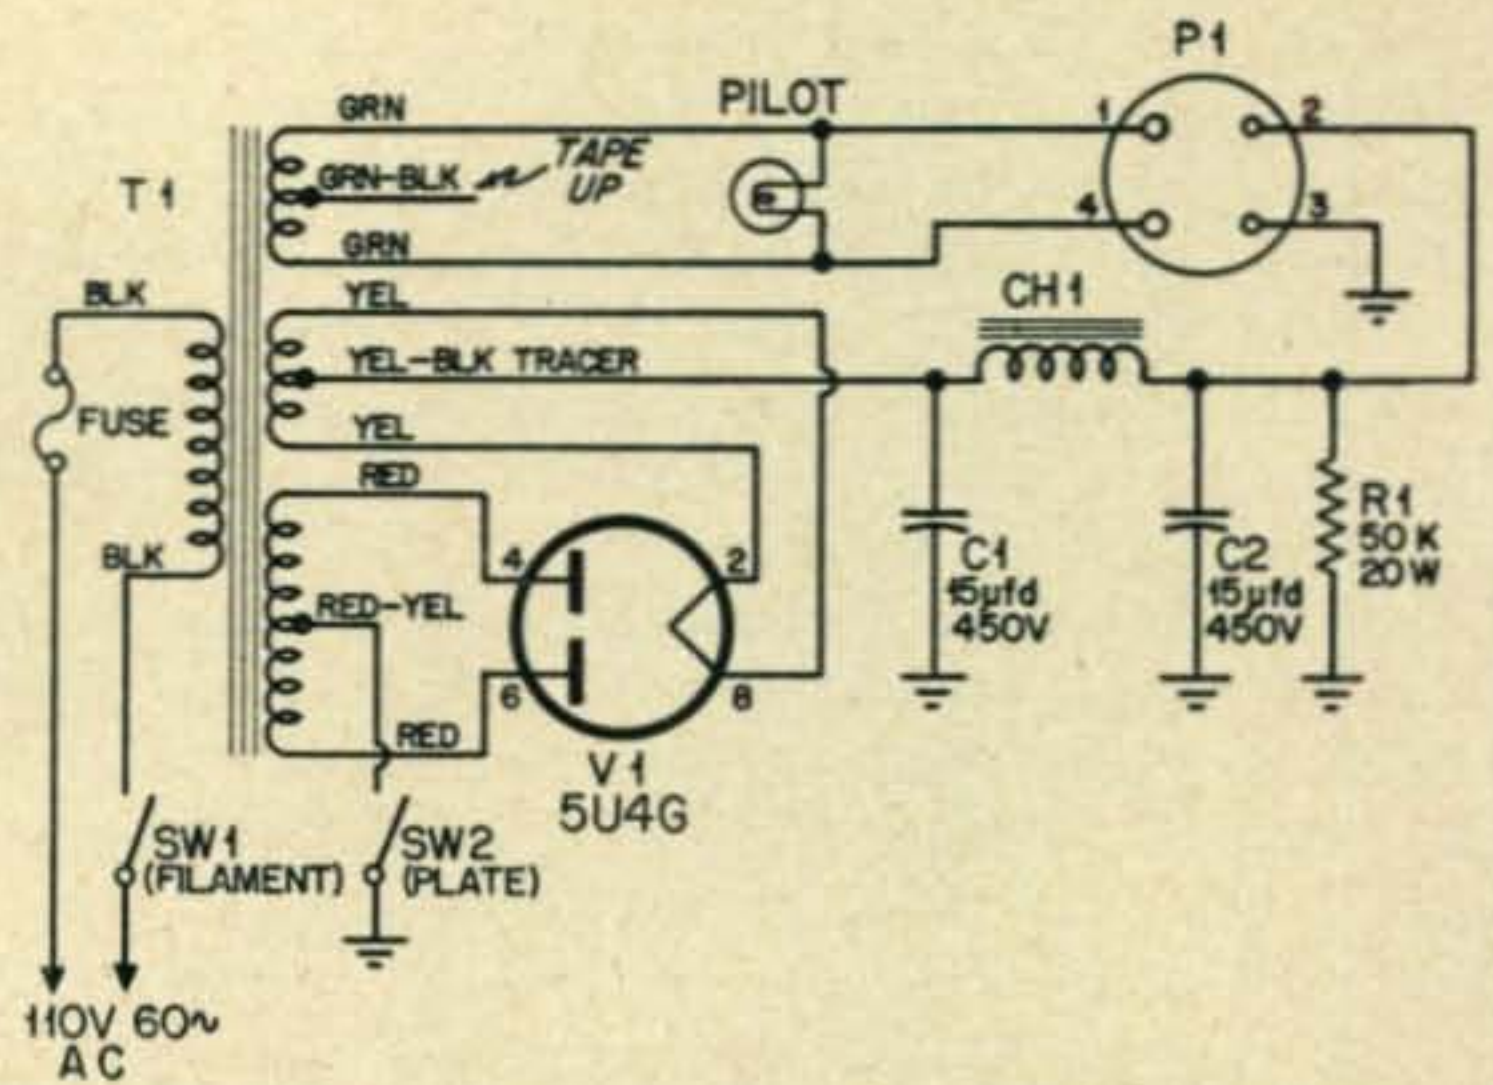 P1
PILOT
GRN
1
2
GRN-BLK
TAPE
UP
T1
4
3
GRN
CH1
BLK
YEL
YEL-BLK TRACER
FUSE
YEL
RED
BLK
4
2
RED-YEL
C1
15µfd
450V
C2
15µfd
450V
R1
50K
20W
6
8
RED
V1
5U4G
SW1
(FILAMENT)
SW2
(PLATE)
110V 60~
AC